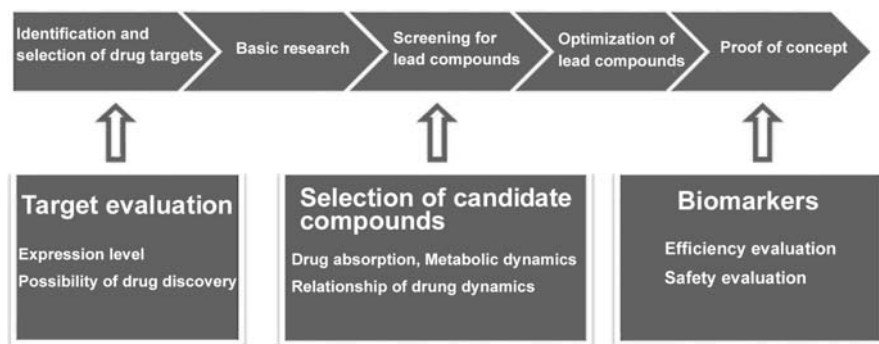 Identification and
selection of drug targets
Basic research
Screening for
lead compounds
Optimization of
lead compounds
Proof of concept
Target evaluation
Expression level
Possibility of drug discovery
Selection of candidate
compounds
Drug absorption, Metabolic dynamics
Relationship of drung dynamics
Biomarkers
Efficiency evaluation
Safety evaluation